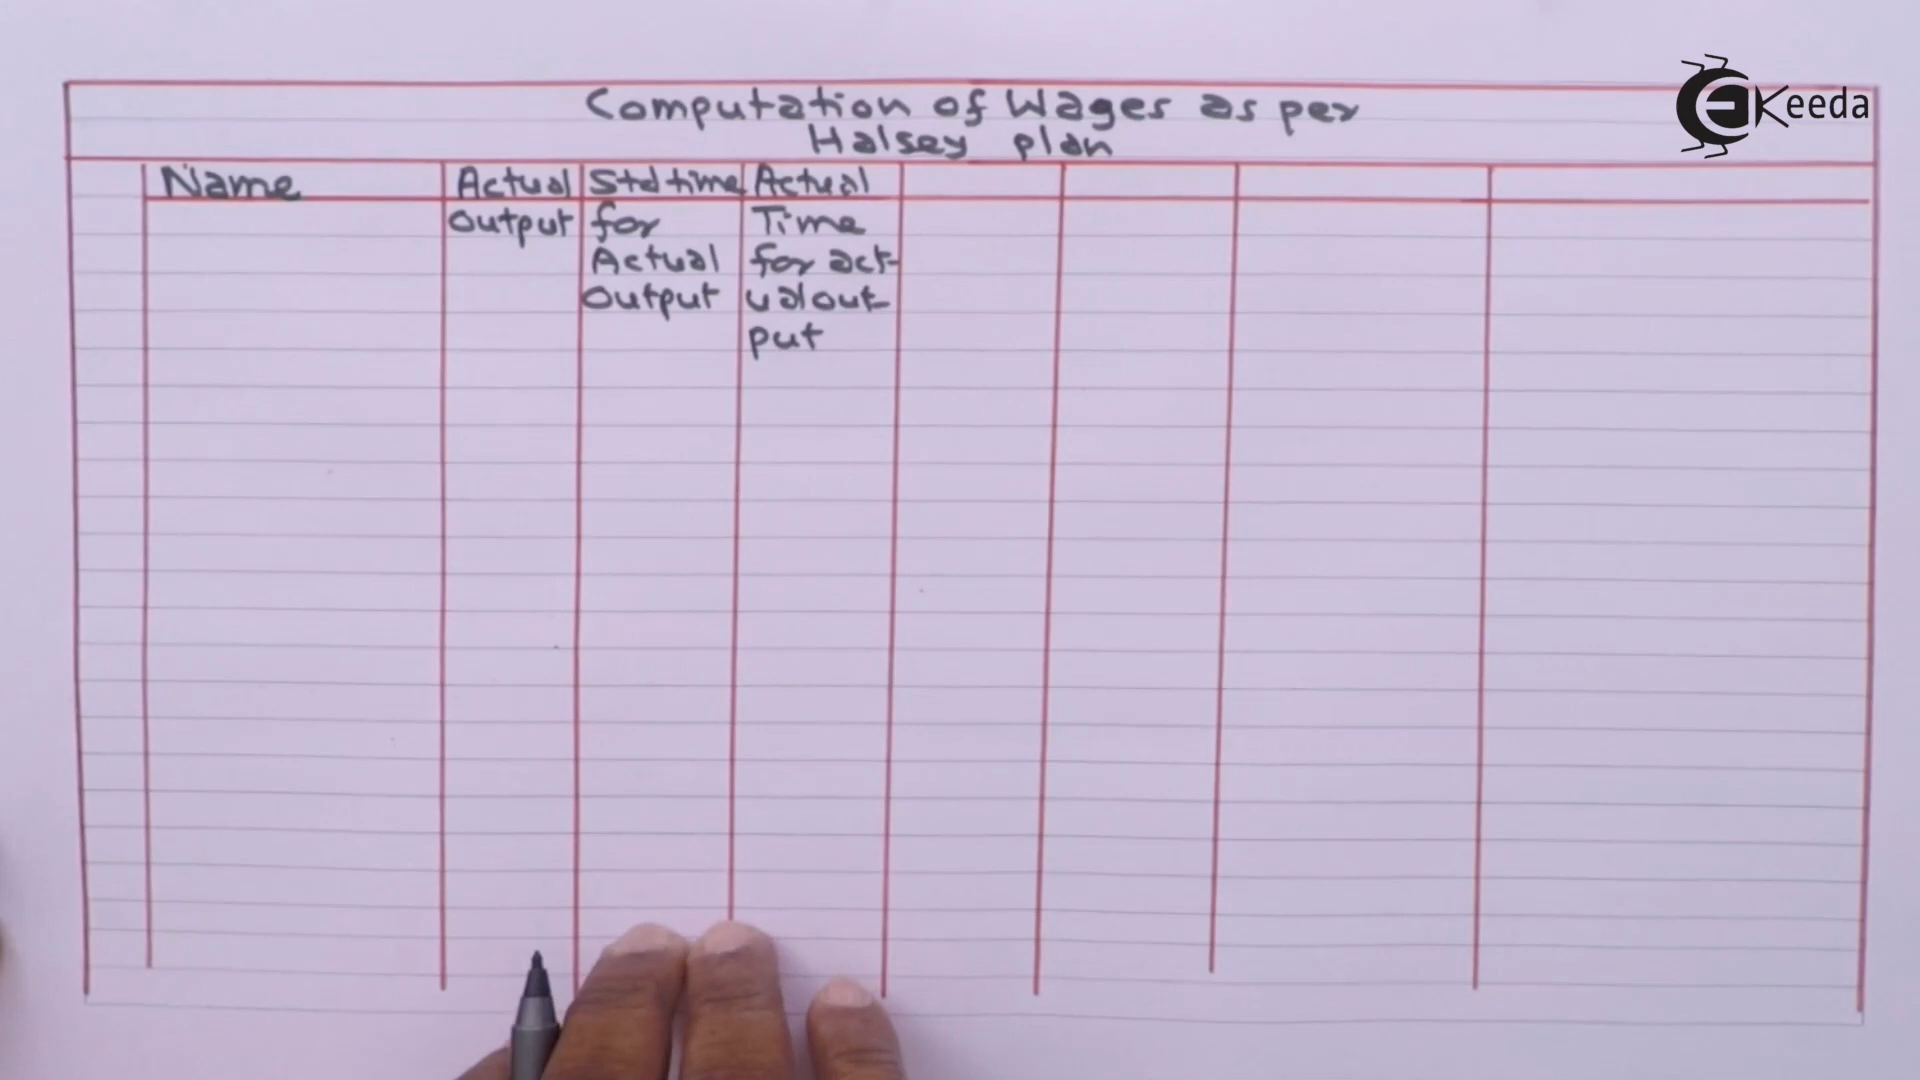 Computation of Wages as per
Halsey plan
Name
Actual
output
Std time
for
Actual
output
Actual
Time
for act-
ual out-
put
eKeeda